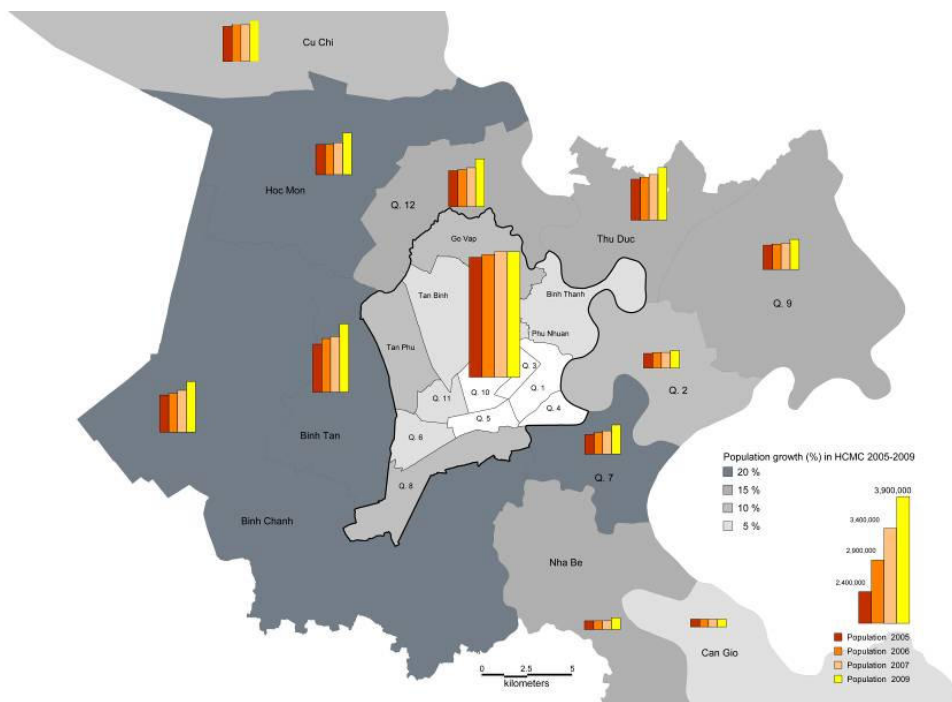 Cu Chi
Hoc Mon
Q. 12
Go Vap
Thu Duc
Tan Binh
Binh Thanh
Q. 9
Phu Nhuan
Tan Phu
Q. 3
Q. 10
Q. 1
Q. 2
Q. 11
Q. 4
Q. 5
Binh Tan
Q. 6
Q. 7
Q. 8
Binh Chanh
Nha Be
Can Gio
0 2.5 5
kilometers
Population growth (%) in HCMC 2005-2009
20 %
15 %
10 %
5 %
3,900,000
3,400,000
2,900,000
2,400,000
Population 2005
Population 2006
Population 2007
Population 2009